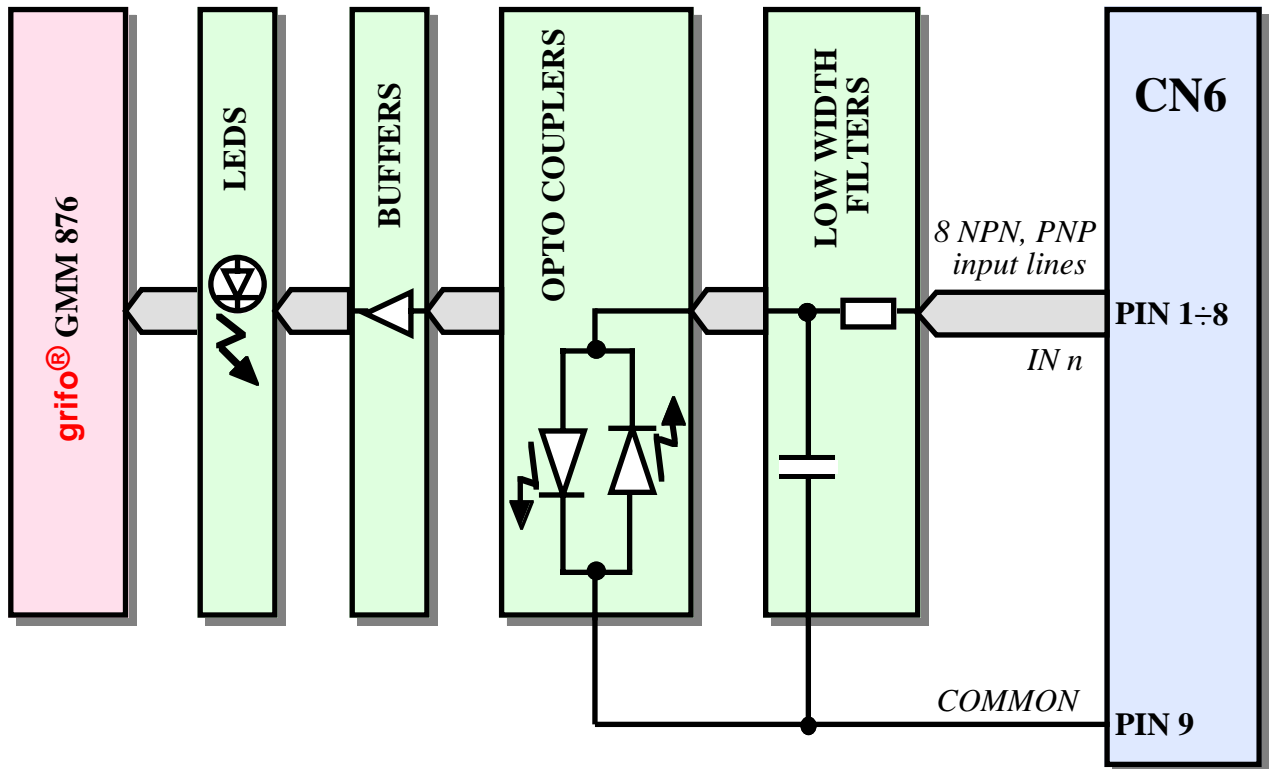 grifo® GMM 876
LEDS
BUFFERS
OPTO COUPLERS
LOW WIDTH
FILTERS
8 NPN, PNP
input lines
IN n
COMMON
CN6
PIN 1÷8
PIN 9